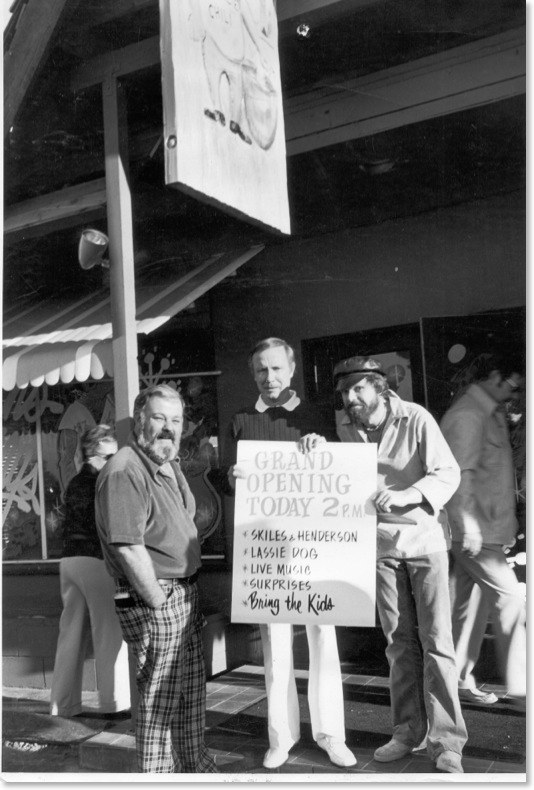 GRAND
OPENING
TODAY 2 P.M.
* SKILES & HENDERSON
* LASSIE DOG
* LIVE MUSIC
* SURPRISES
* Bring the Kids